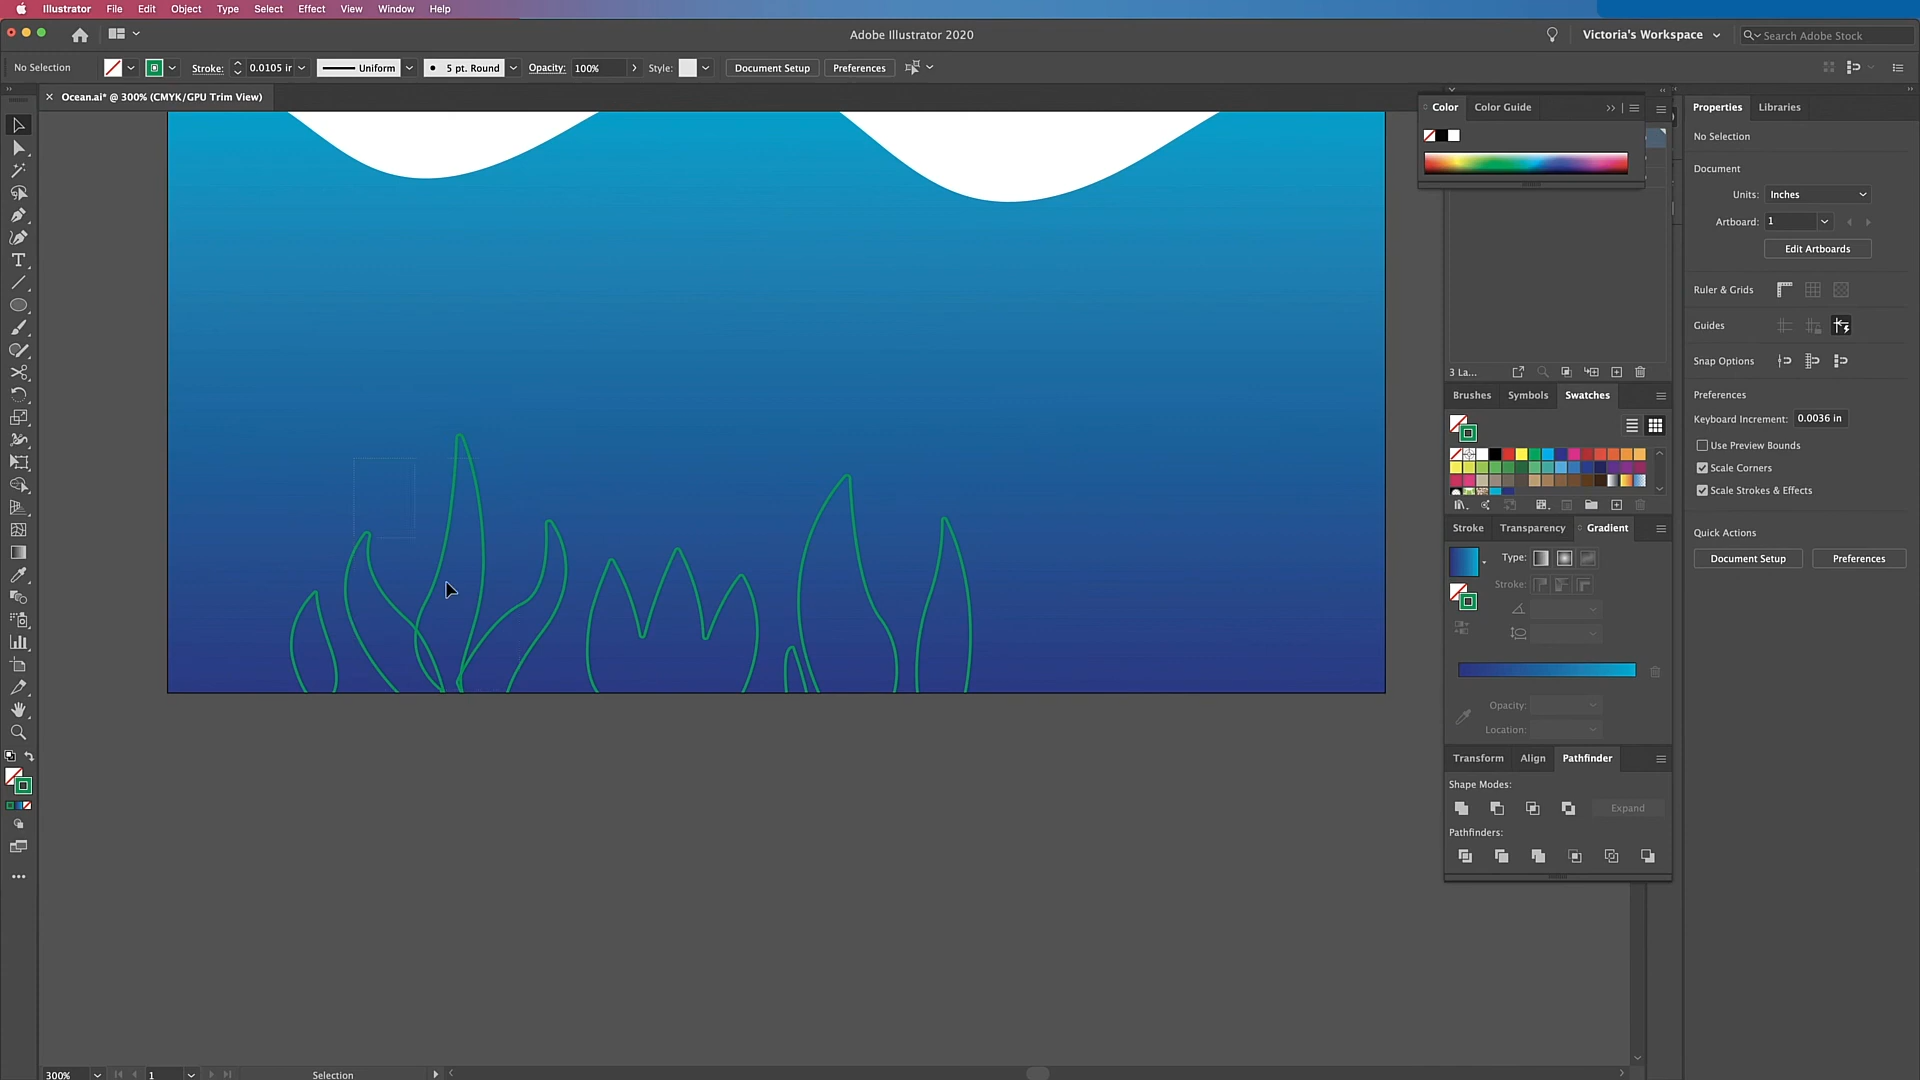 Illustrator File Edit Object Type Select Effect View Window Help
Adobe Illustrator 2020
Victoria's Workspace
Search Adobe Stock
No Selection
Stroke: 0.0105 in
Uniform
5 pt. Round
Opacity: 100%
Style:
Document Setup
Preferences
Ocean.ai* @ 300% (CMYK/GPU Trim View)
Color Color Guide
Properties Libraries
No Selection
Document
Units: Inches
Artboard: 1
Edit Artboards
Ruler & Grids
Guides
Snap Options
3 La...
Brushes Symbols Swatches
Preferences
Keyboard Increment: 0.0036 in
Use Preview Bounds
Scale Corners
Scale Strokes & Effects
Stroke Transparency Gradient
Quick Actions
Type:
Document Setup Preferences
Stroke:
Opacity:
Location:
Transform Align Pathfinder
Shape Modes:
Expand
Pathfinders:
300% 1 Selection